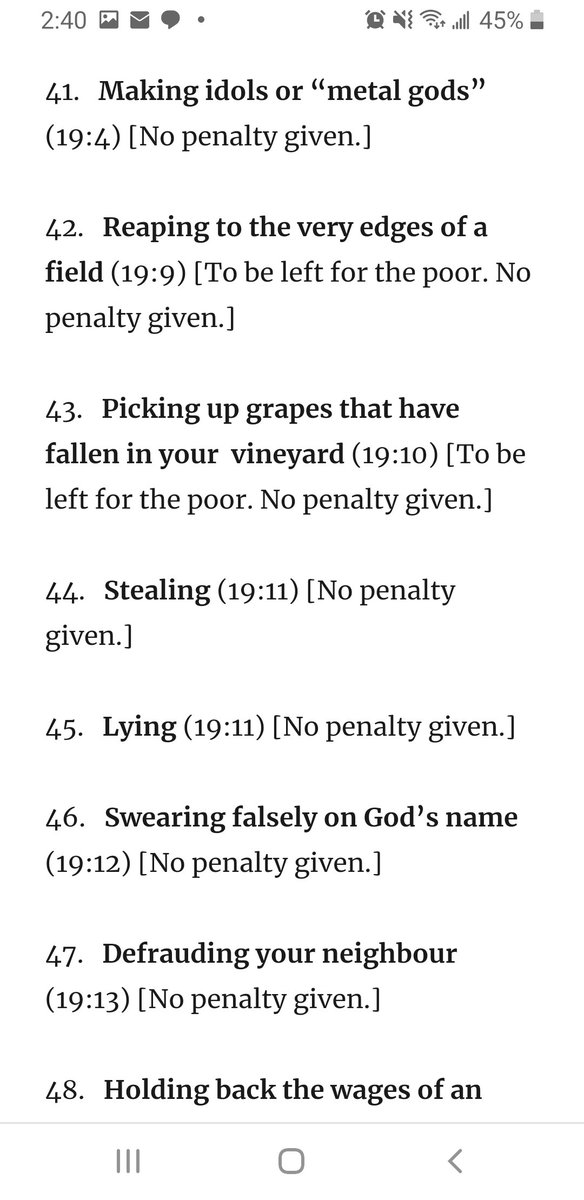 2:40 45%
41. Making idols or “metal gods”
(19:4) [No penalty given.]
42. Reaping to the very edges of a
field (19:9) [To be left for the poor. No
penalty given.]
43. Picking up grapes that have
fallen in your vineyard (19:10) [To be
left for the poor. No penalty given.]
44. Stealing (19:11) [No penalty
given.]
45. Lying (19:11) [No penalty given.]
46. Swearing falsely on God’s name
(19:12) [No penalty given.]
47. Defrauding your neighbour
(19:13) [No penalty given.]
48. Holding back the wages of an